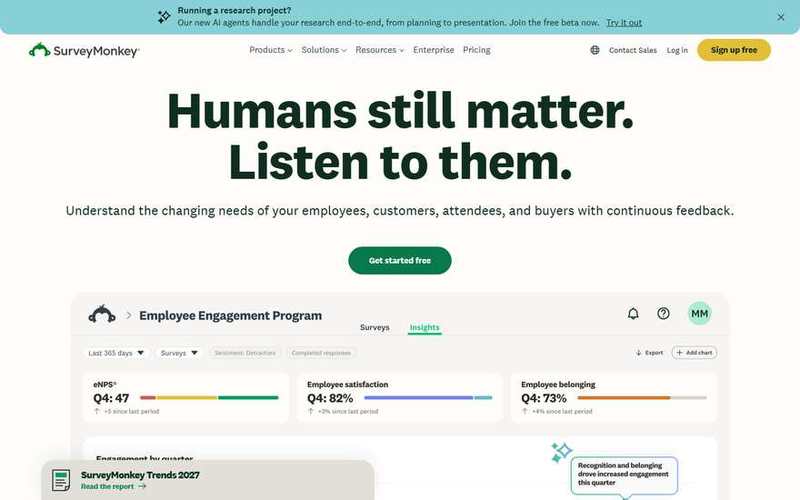 Running a research project?
Our new AI agents handle your research end-to-end, from planning to presentation. Join the free beta now. Try it out
SurveyMonkey
Products Solutions Resources Enterprise Pricing Contact Sales Log in Sign up free
Humans still matter.
Listen to them.
Understand the changing needs of your employees, customers, attendees, and buyers with continuous feedback.
Get started free
Employee Engagement Program
Surveys Insights
MM
Last 365 days Surveys Sentiment: Detractors Completed responses Export + Add chart
eNPS®
Q4: 47
+5 since last period
Employee satisfaction
Q4: 82%
+2% since last period
Employee belonging
Q4: 73%
+4% since last period
Engagement by quarter
Recognition and belonging
drove increased engagement
this quarter
SurveyMonkey Trends 2027
Read the report